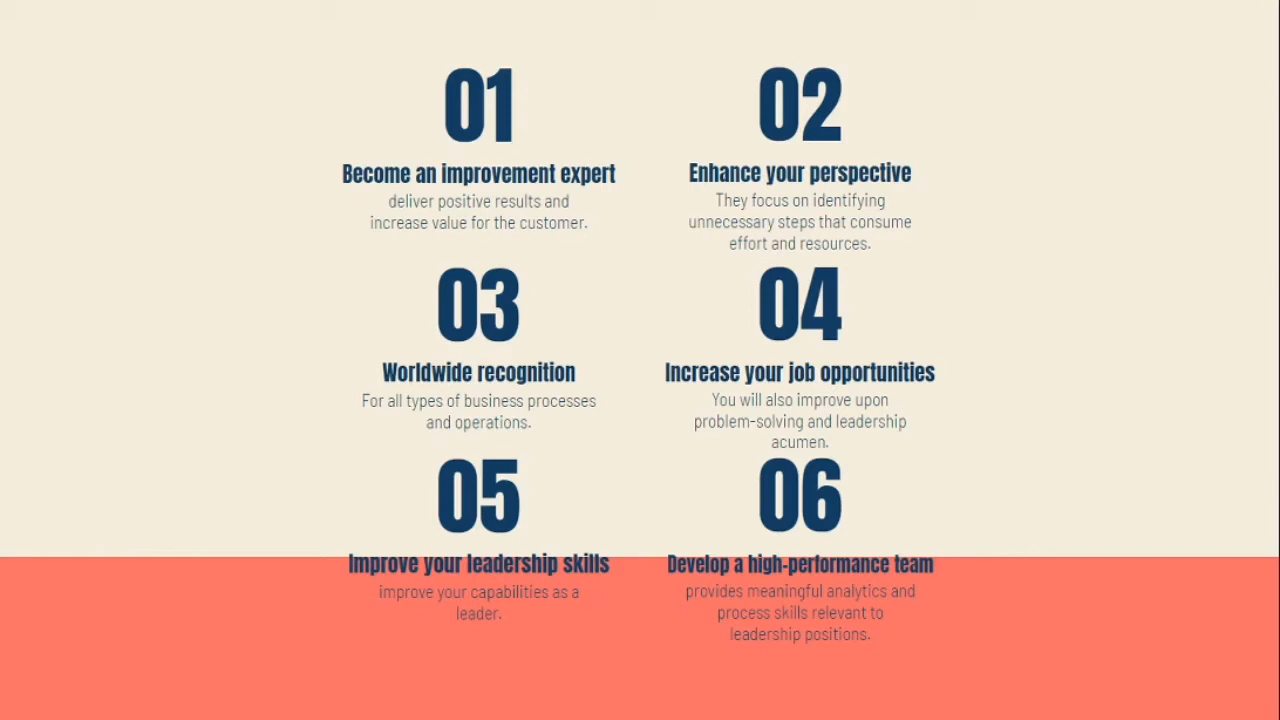 01
Become an improvement expert
deliver positive results and
increase value for the customer.
02
Enhance your perspective
They focus on identifying
unnecessary steps that consume
effort and resources.
03
Worldwide recognition
For all types of business processes
and operations.
04
Increase your job opportunities
You will also improve upon
problem-solving and leadership
acumen.
05
Improve your leadership skills
improve your capabilities as a
leader.
06
Develop a high-performance team
provides meaningful analytics and
process skills relevant to
leadership positions.